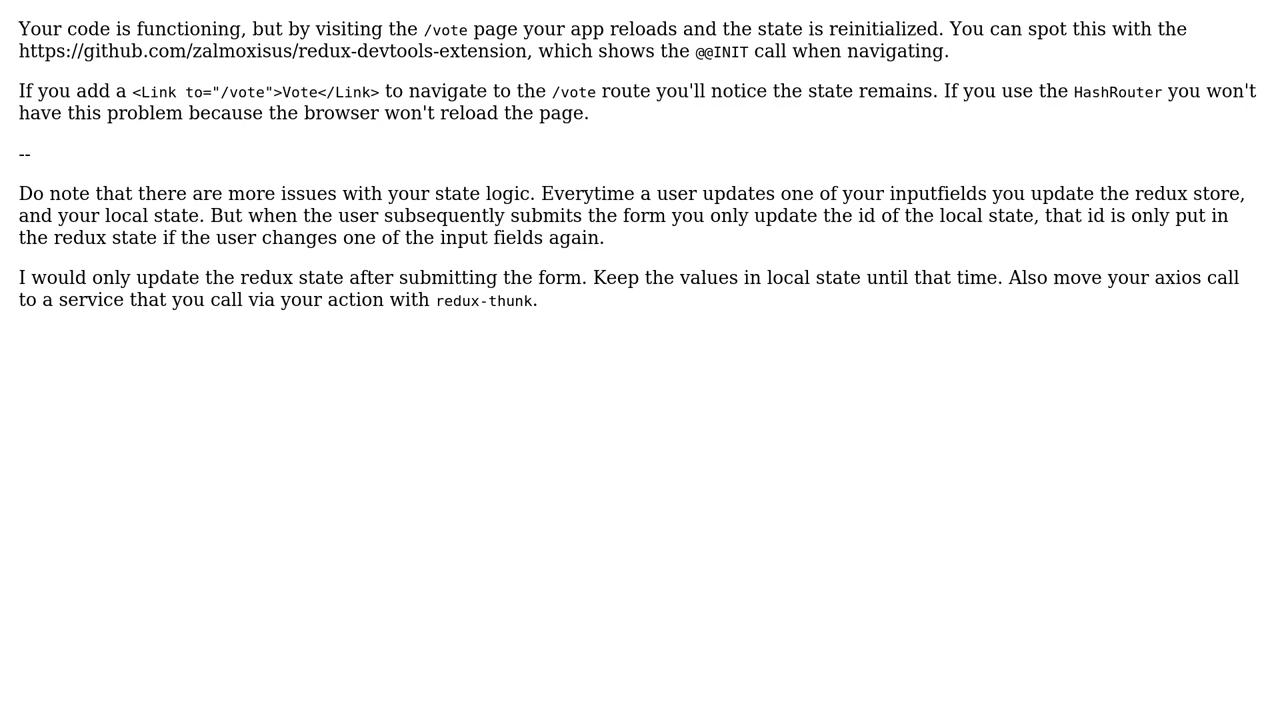 Your code is functioning, but by visiting the /vote page your app reloads and the state is reinitialized. You can spot this with the
https://github.com/zalmoxisus/redux-devtools-extension, which shows the @@INIT call when navigating.
If you add a <Link to="/vote">Vote</Link> to navigate to the /vote route you'll notice the state remains. If you use the HashRouter you won't
have this problem because the browser won't reload the page.
--
Do note that there are more issues with your state logic. Everytime a user updates one of your inputfields you update the redux store,
and your local state. But when the user subsequently submits the form you only update the id of the local state, that id is only put in
the redux state if the user changes one of the input fields again.
I would only update the redux state after submitting the form. Keep the values in local state until that time. Also move your axios call
to a service that you call via your action with redux-thunk.